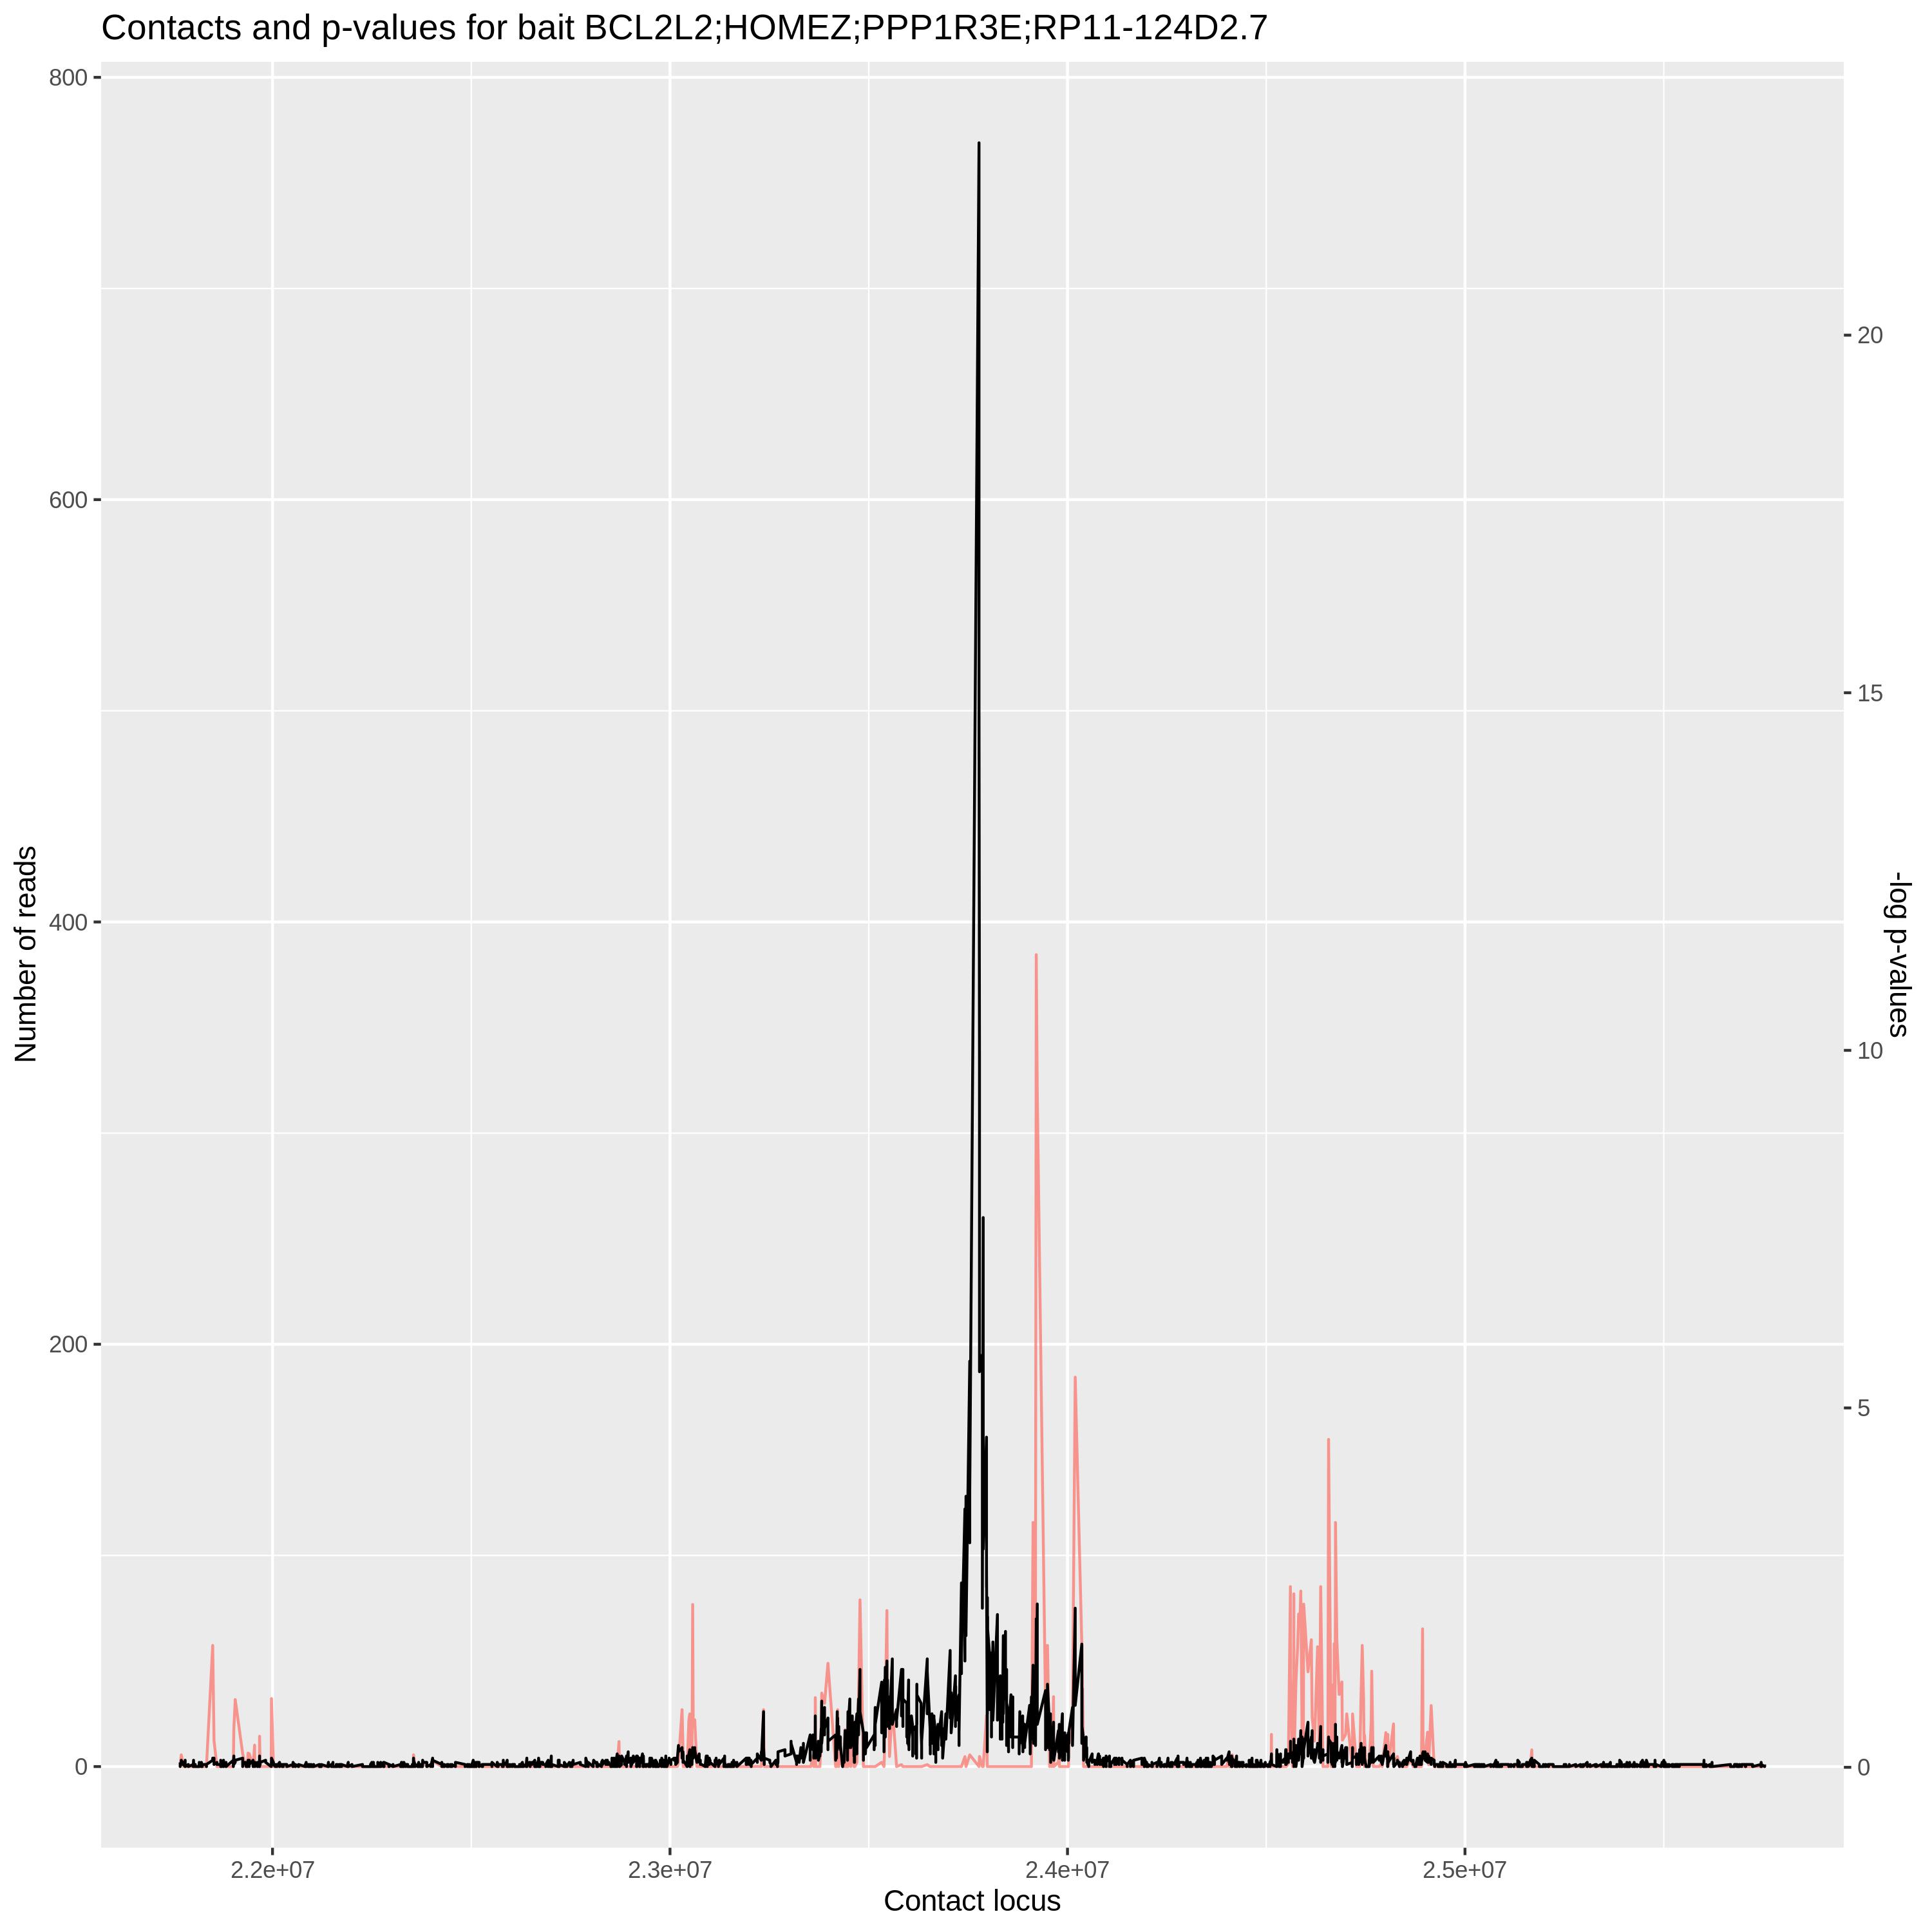 Contacts and p-values for bait BCL2L2;HOMEZ;PPP1R3E;RP11-124D2.7
800
600
400
200
0
Number of reads
20
15
10
5
0
-log p-values
2.2e+07 2.3e+07 2.4e+07 2.5e+07
Contact locus